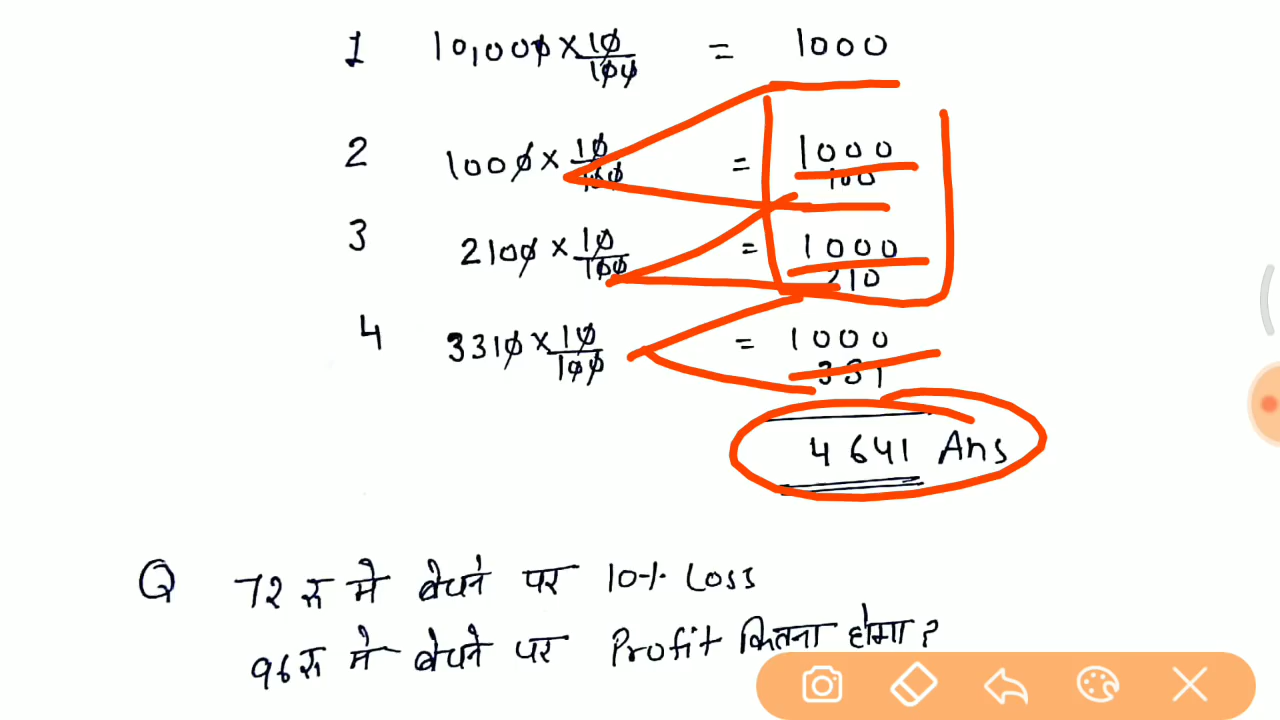 1 10,000 × 10/100 = 1000
2 1000 × 10/100 = 1000
100
3 2100 × 10/100 = 1000
210
4 3310 × 10/100 = 1000
331
4641 Ans
Q 72 रु मे बेचने पर 10% Loss
96 रु मे बेचने पर Profit कितना होगा ?